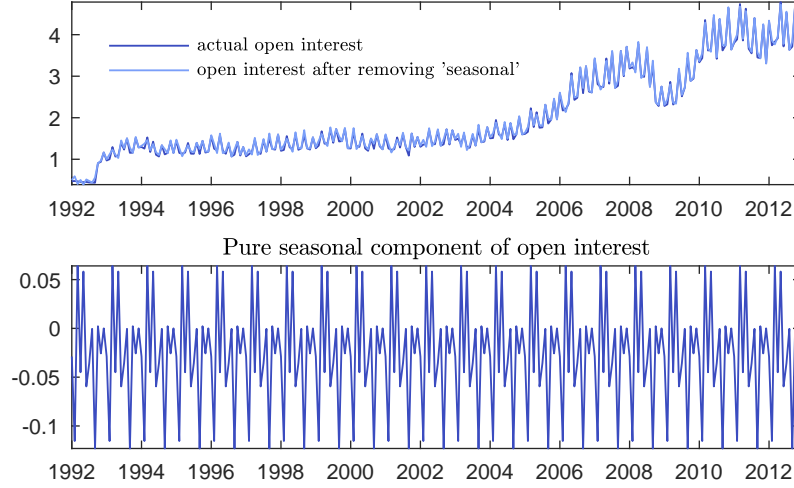 4
3
2
1
actual open interest
open interest after removing 'seasonal'
1992 1994 1996 1998 2000 2002 2004 2006 2008 2010 2012
Pure seasonal component of open interest
0.05
0
-0.05
-0.1
1992 1994 1996 1998 2000 2002 2004 2006 2008 2010 2012